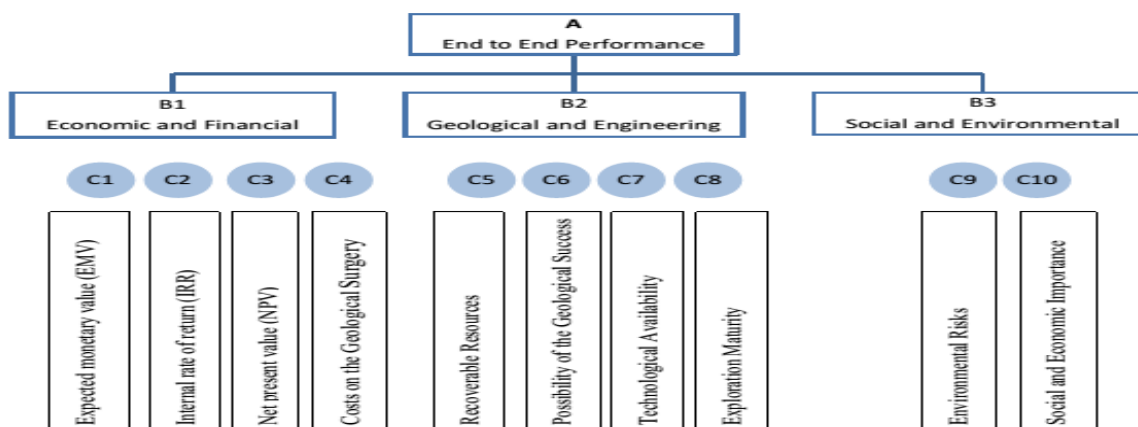 A
End to End Performance
B1
Economic and Financial
B2
Geological and Engineering
B3
Social and Environmental
C1
C2
C3
C4
C5
C6
C7
C8
C9
C10
Expected monetary value (EMV)
Internal rate of return (IRR)
Net present value (NPV)
Costs on the Geological Surgery
Recoverable Resources
Possibility of the Geological Success
Technological Availability
Exploration Maturity
Environmental Risks
Social and Economic Importance